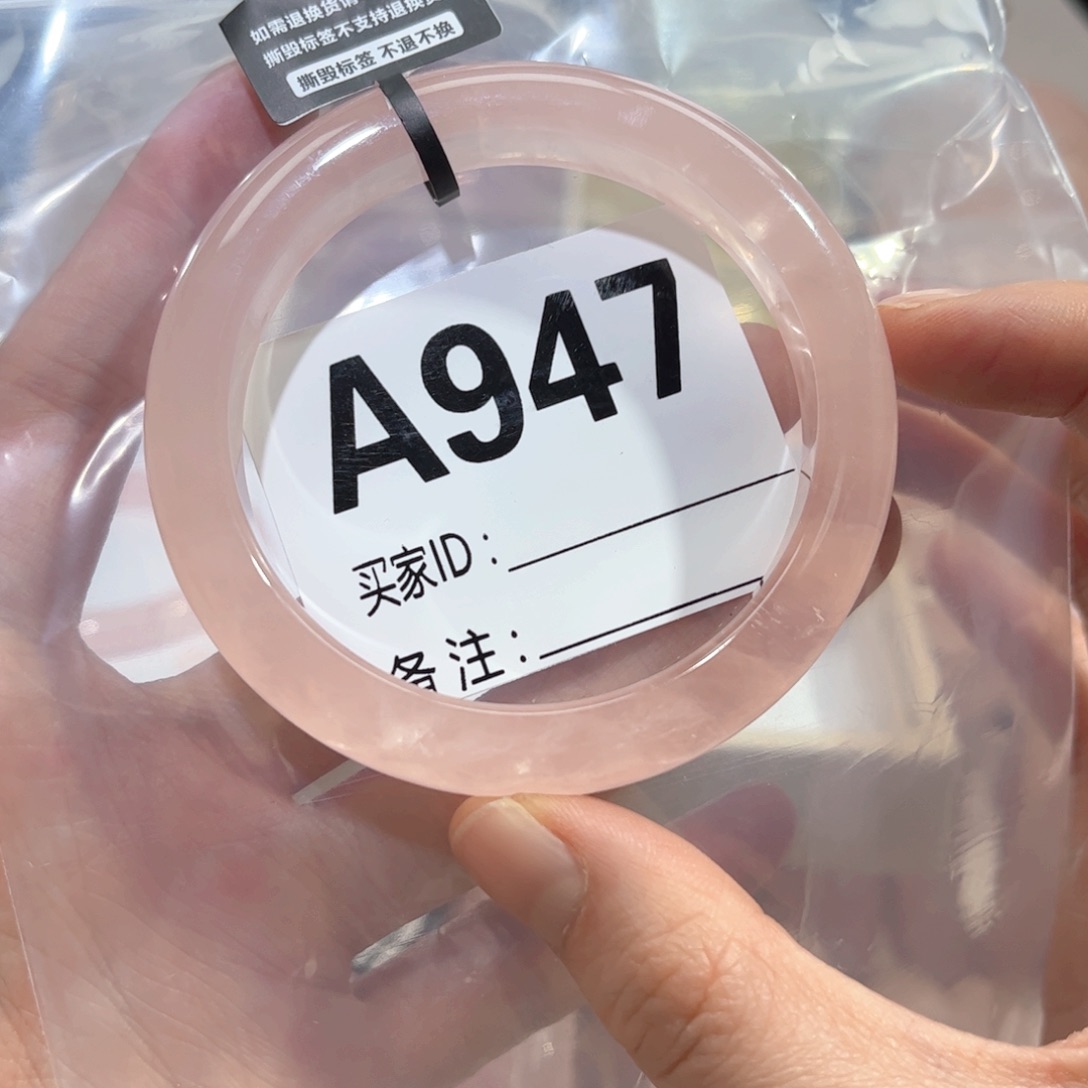 如需退换货请
撕毁标签不支持退换货
撕毁标签 不退不换
A947
买家ID：
备注：